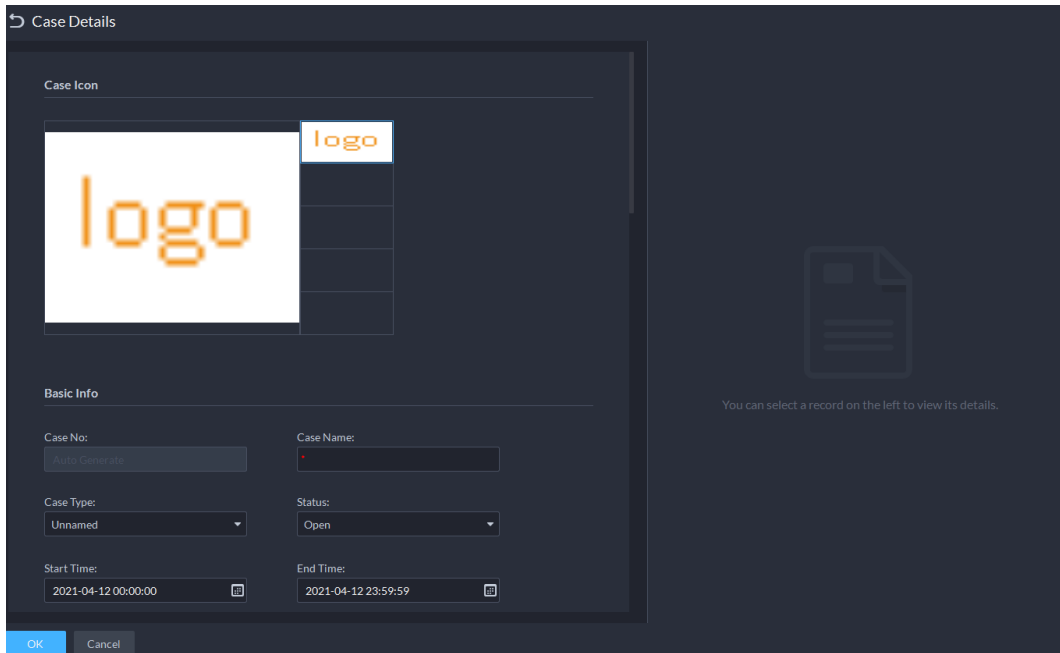 Case Details
Case Icon
logo
logo
Basic Info
Case No:
Case Name:
Auto Generate
*
Case Type:
Status:
Unnamed
Open
Start Time:
End Time:
2021-04-12 00:00:00
2021-04-12 23:59:59
You can select a record on the left to view its details.
OK
Cancel